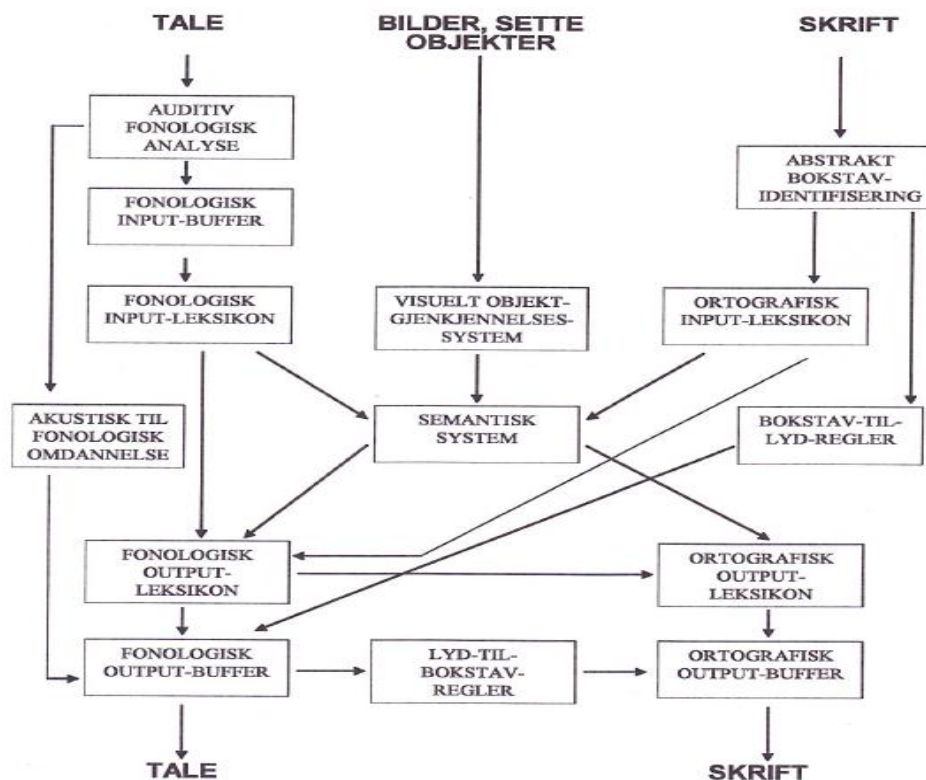 TALE
BILDER, SETTE
OBJEKTER
SKRIFT
AUDITIV
FONOLOGISK
ANALYSE
ABSTRAKT
BOKSTAV-
IDENTIFISERING
FONOLOGISK
INPUT-BUFFER
FONOLOGISK
INPUT-LEKSIKON
VISUELT OBJEKT-
GJENKJENNELSES-
SYSTEM
ORTOGRAFISK
INPUT-LEKSIKON
AKUSTISK TIL
FONOLOGISK
OMDANNELSE
SEMANTISK
SYSTEM
BOKSTAV-TIL-
LYD-REGLER
FONOLOGISK
OUTPUT-
LEKSIKON
ORTOGRAFISK
OUTPUT-
LEKSIKON
FONOLOGISK
OUTPUT-BUFFER
LYD-TIL-
BOKSTAV-
REGLER
ORTOGRAFISK
OUTPUT-BUFFER
TALE
SKRIFT